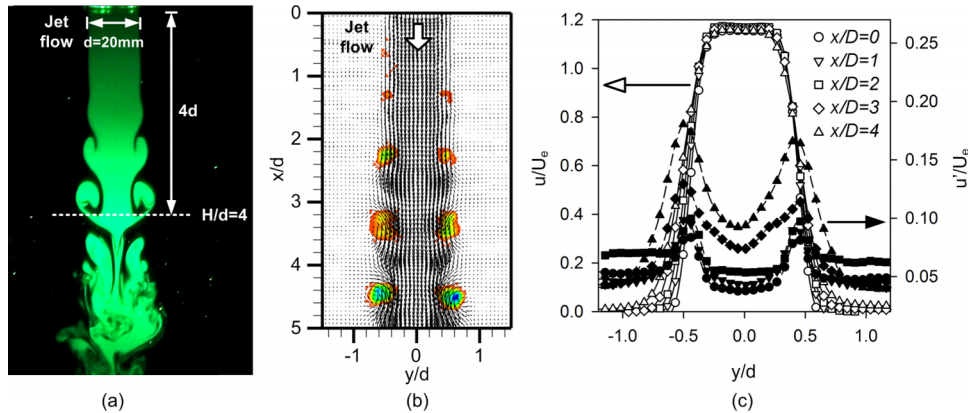 Jet
flow
d=20mm
4d
H/d=4
(a)
0
1
2
3
4
5
x/d
Jet
flow
-1
0
1
y/d
(b)
1.2
1.0
0.8
0.6
0.4
0.2
0.0
u/U_e
x/D=0
x/D=1
x/D=2
x/D=3
x/D=4
0.25
0.20
0.15
0.10
0.05
u'/U_e
-1.0
-0.5
0.0
0.5
1.0
y/d
(c)